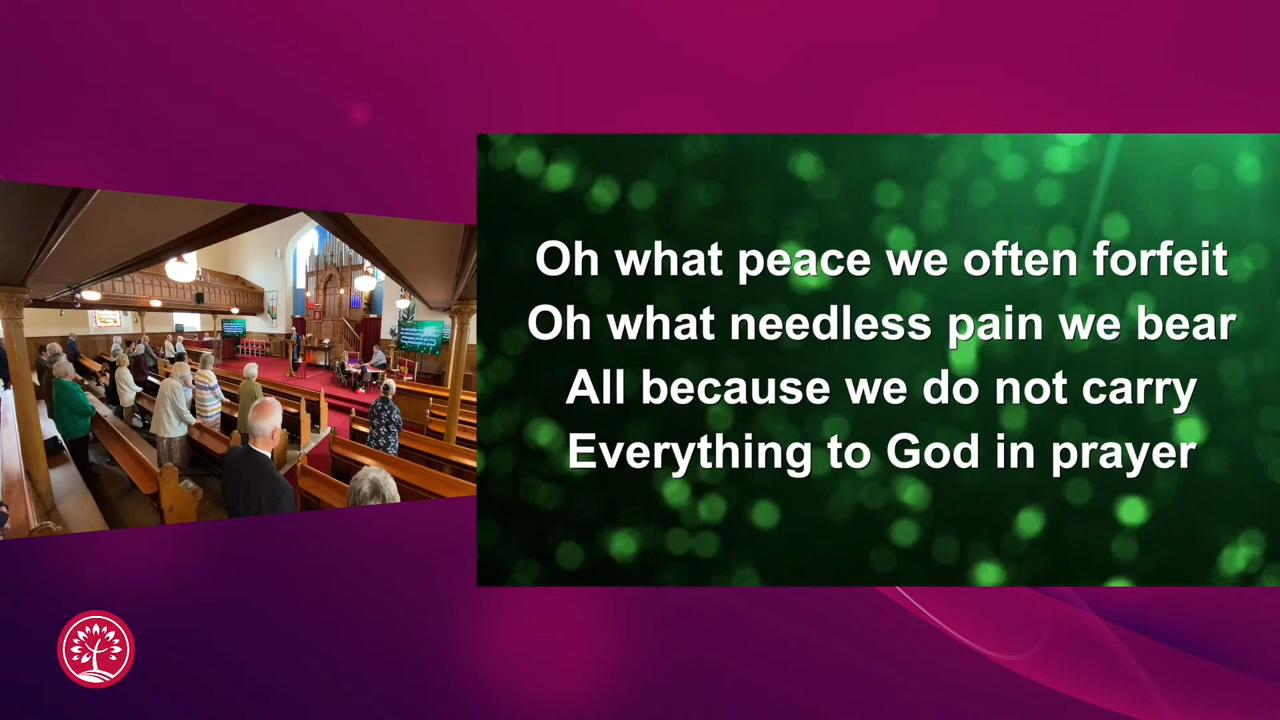 Oh what peace we often forfeit
Oh what needless pain we bear
All because we do not carry
Everything to God in prayer